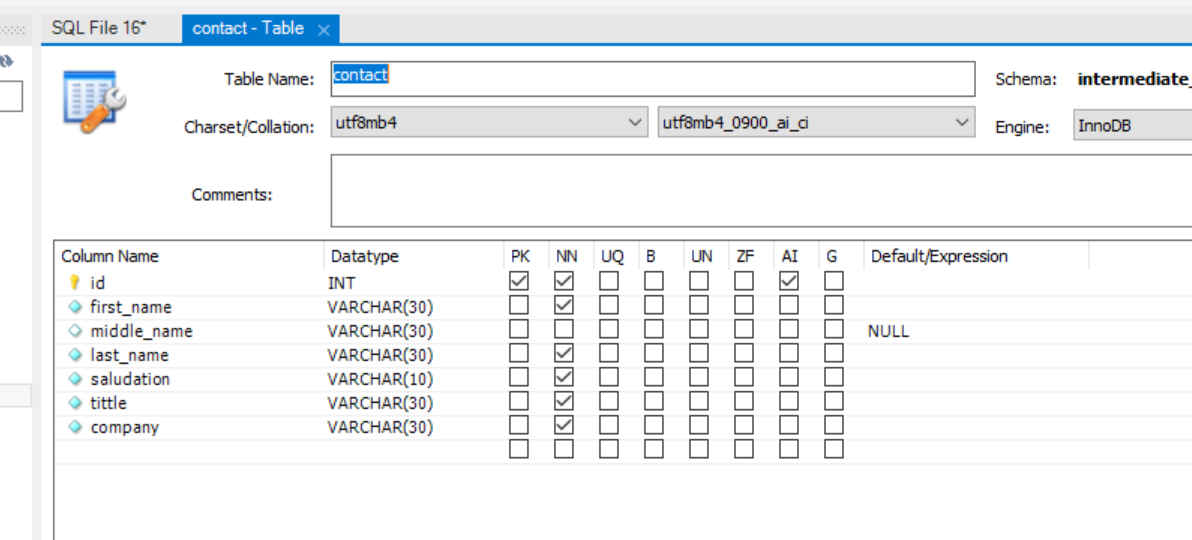 SQL File 16* contact - Table
Table Name: contact Schema: intermediate_
Charset/Collation: utf8mb4 utf8mb4_0900_ai_ci Engine: InnoDB
Comments:
Column Name Datatype PK NN UQ B UN ZF AI G Default/Expression
id INT
first_name VARCHAR(30)
middle_name VARCHAR(30) NULL
last_name VARCHAR(30)
saludation VARCHAR(10)
tittle VARCHAR(30)
company VARCHAR(30)